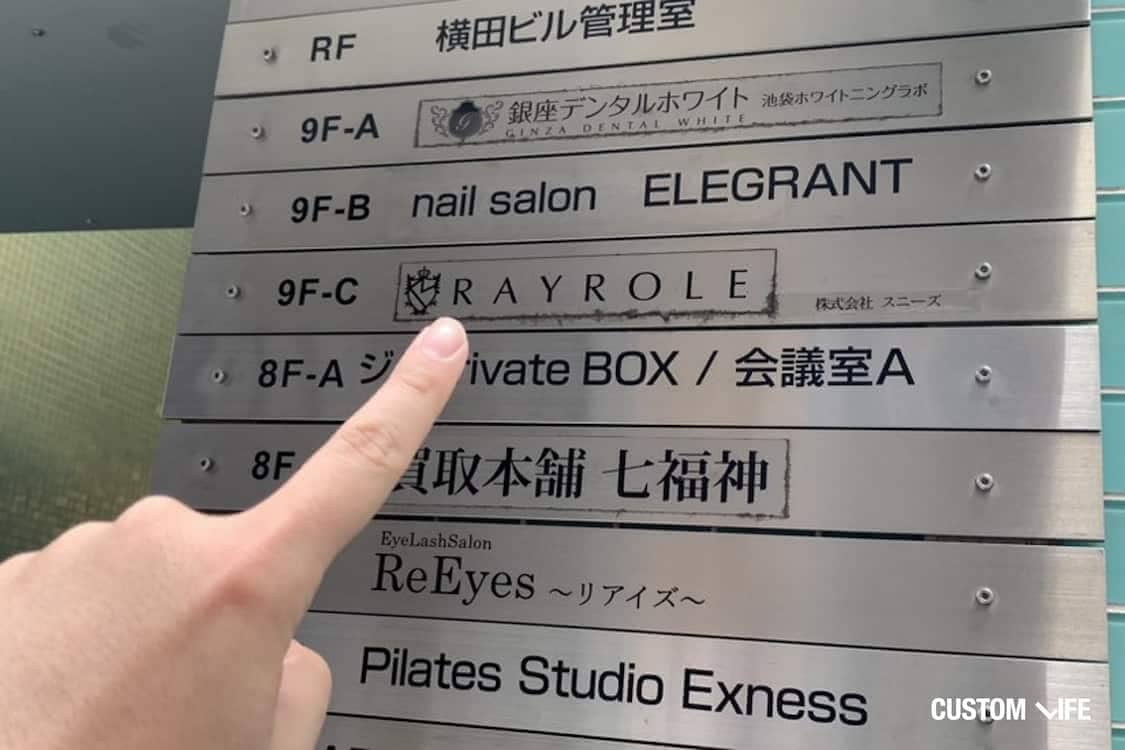 RF 横田ビル管理室
9F-A 銀座デンタルホワイト 池袋ホワイトニングラボ
GINZA DENTAL WHITE
9F-B nail salon ELEGRANT
9F-C RAYROLE 株式会社 スニーズ
8F-A ivate BOX / 会議室A
8F 買取本舗 七福神
EyeLashSalon
ReEyes ～リアイズ～
Pilates Studio Exness
CUSTOM LIFE